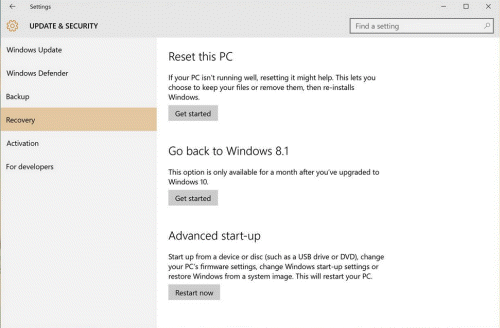 Settings
UPDATE & SECURITY
Find a setting
Windows Update
Windows Defender
Backup
Recovery
Activation
For developers
Reset this PC
If your PC isn't running well, resetting it might help. This lets you
choose to keep your files or remove them, then re-installs
Windows.
Get started
Go back to Windows 8.1
This option is only available for a month after you've upgraded to
Windows 10.
Get started
Advanced start-up
Start up from a device or disc (such as a USB drive or DVD), change
your PC's firmware settings, change Windows start-up settings or
restore Windows from a system image. This will restart your PC.
Restart now